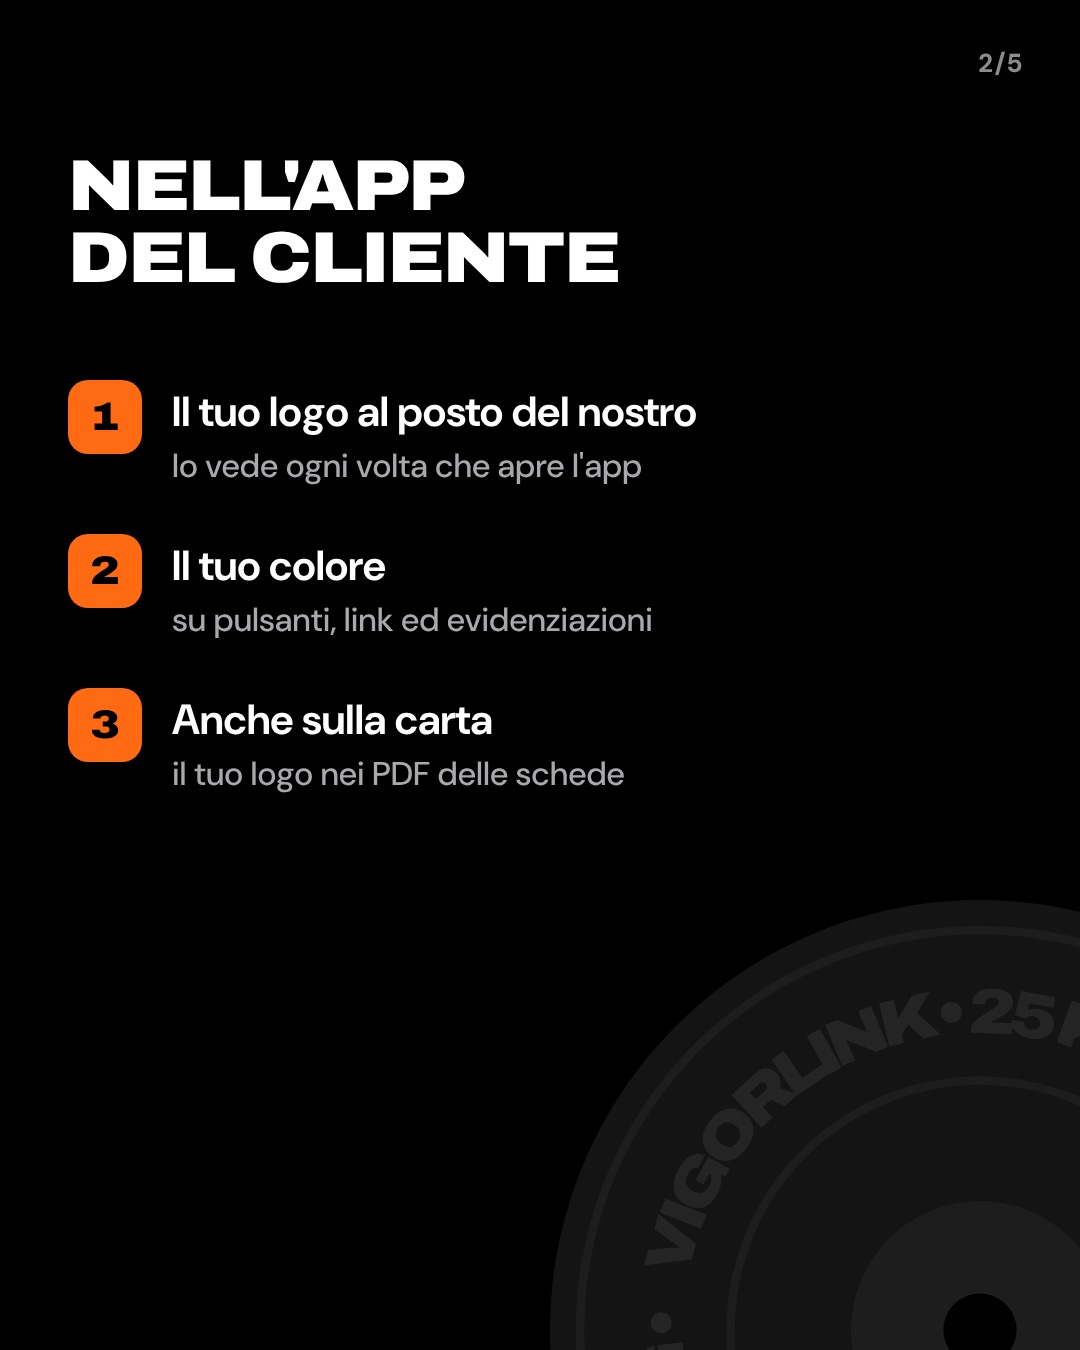 2/5
NELL'APP
DEL CLIENTE
1
Il tuo logo al posto del nostro
lo vede ogni volta che apre l'app
2
Il tuo colore
su pulsanti, link ed evidenziazioni
3
Anche sulla carta
il tuo logo nei PDF delle schede
VIGORLINK • 25